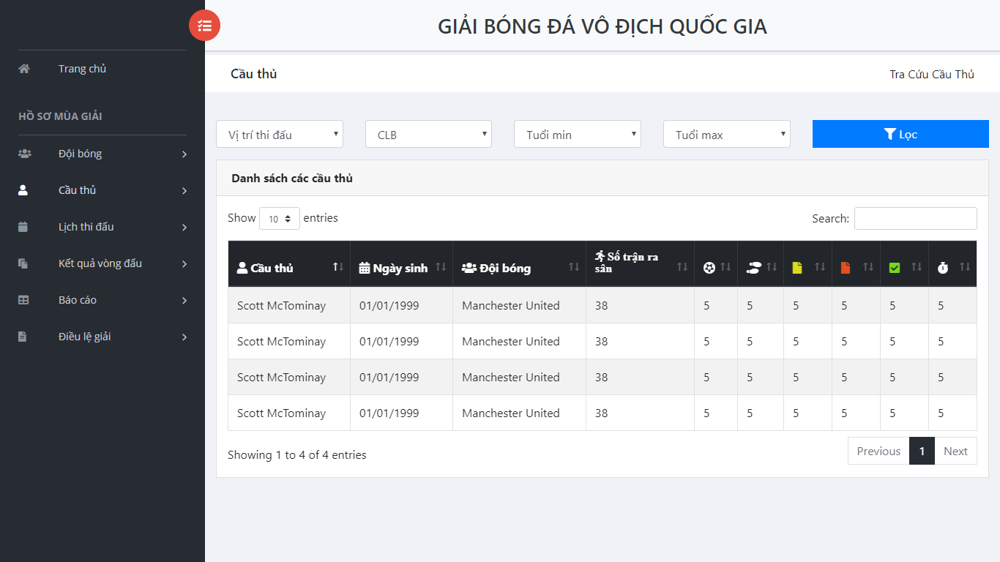 GIẢI BÓNG ĐÁ VÔ ĐỊCH QUỐC GIA
Trang chủ
HỒ SƠ MÙA GIẢI
Đội bóng
Cầu thủ
Lịch thi đấu
Kết quả vòng đấu
Báo cáo
Điều lệ giải
Cầu thủ
Tra Cứu Cầu Thủ
Vị trí thi đấu CLB Tuổi min Tuổi max Lọc
Danh sách các cầu thủ
Show 10 entries Search:
Cầu thủ Ngày sinh Đội bóng Số trận ra
sân
Scott McTominay 01/01/1999 Manchester United 38 5 5 5 5 5 5
Scott McTominay 01/01/1999 Manchester United 38 5 5 5 5 5 5
Scott McTominay 01/01/1999 Manchester United 38 5 5 5 5 5 5
Scott McTominay 01/01/1999 Manchester United 38 5 5 5 5 5 5
Showing 1 to 4 of 4 entries
Previous 1 Next